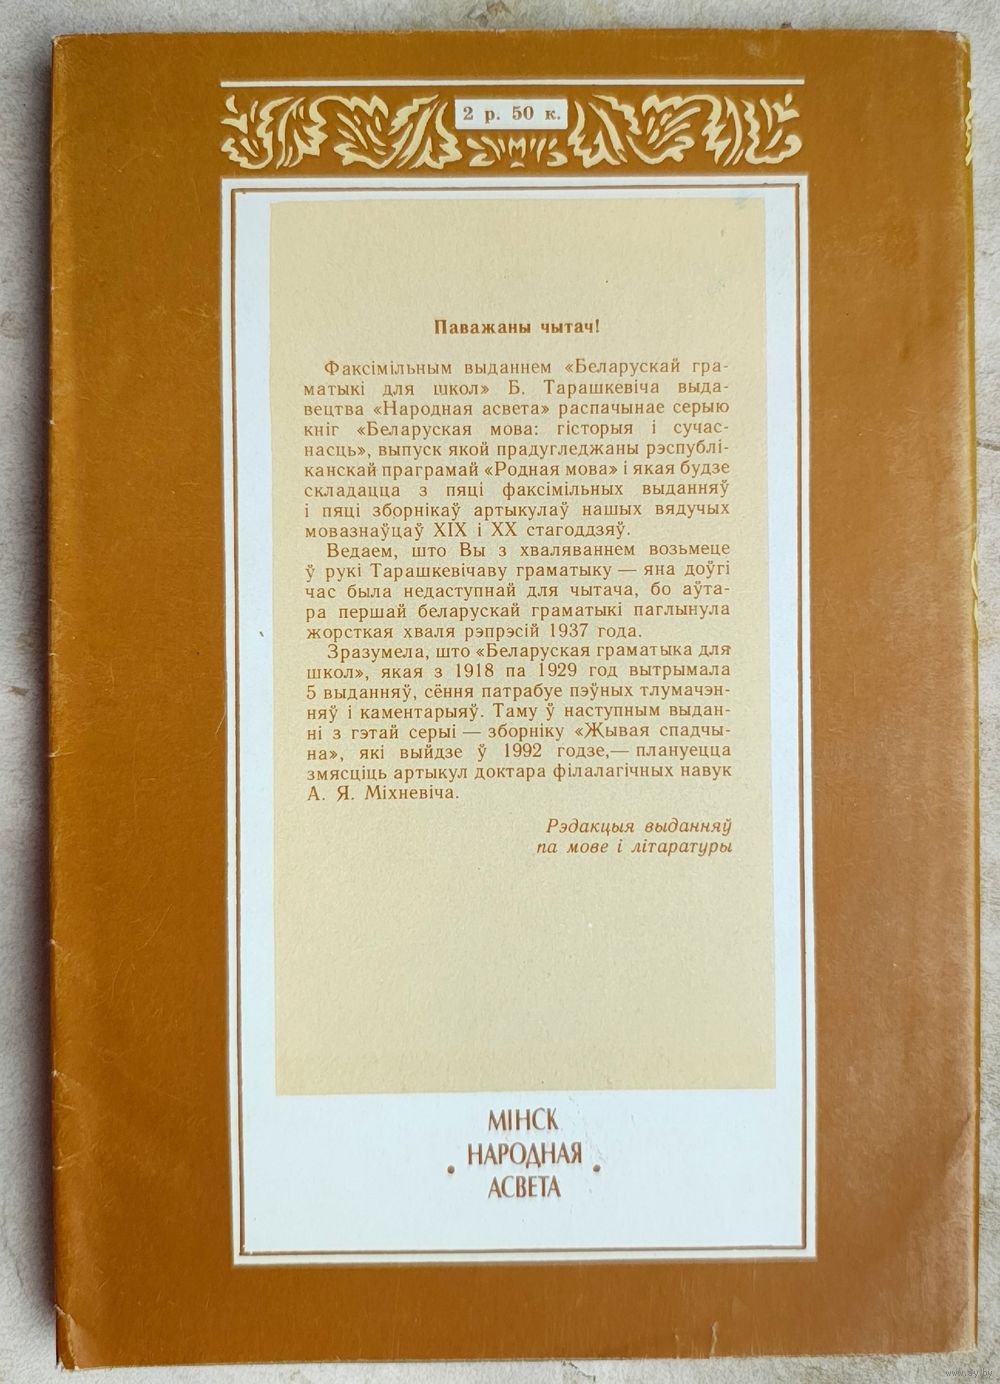 2 р. 50 к.
Паважаны чытач!
Факсімільным выданнем «Беларускай гра-
матыкі для школ» Б. Тарашкевіча выда-
вецтва «Народная асвета» распачынае серыю
кніг «Беларуская мова: гісторыя і сучас-
насць», выпуск якой прадугледжаны рэспублі-
канскай праграмай «Родная мова» і якая будзе
складацца з пяці факсімільных выданняў
і пяці зборнікаў артыкулаў нашых вядучых
мовазнаўцаў XIX і XX стагоддзяў.
Ведаем, што Вы з хваляваннем возьмеце
ў рукі Тарашкевічаву граматыку — яна доўгі
час была недаступнай для чытача, бо аўта-
ра першай беларускай граматыкі паглынула
жорсткая хваля рэпрэсій 1937 года.
Зразумела, што «Беларуская граматыка для
школ», якая з 1918 па 1929 год вытрымала
5 выданняў, сёння патрабуе пэўных тлумачэн-
няў і каментарыяў. Таму ў наступным выдан-
ні з гэтай серыі — зборніку «Жывая спадчы-
на», які выйдзе ў 1992 годзе,— плануецца
змясціць артыкул доктара філалагічных навук
А. Я. Міхневіча.
Рэдакцыя выданняў
па мове і літаратуры
МІНСК
• НАРОДНАЯ •
АСВЕТА
www.ay.by